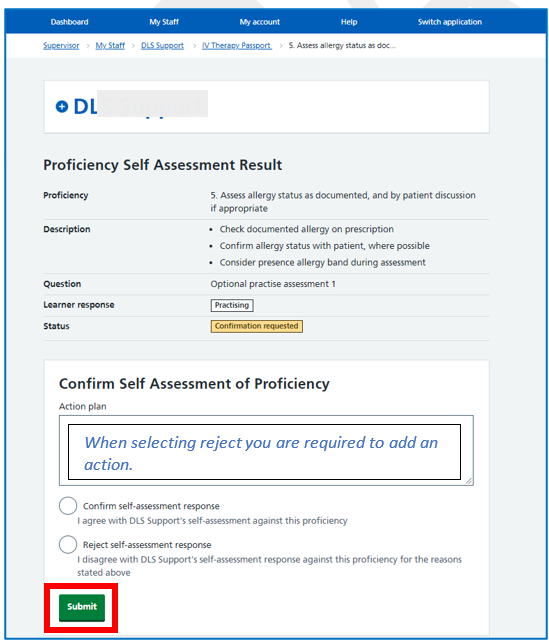 Dashboard My Staff My account Help Switch application
Supervisor > My Staff > DLS Support > IV Therapy Passport > 5. Assess allergy status as doc...
Proficiency Self Assessment Result
Proficiency 5. Assess allergy status as documented, and by patient discussion
if appropriate
Description • Check documented allergy on prescription
• Confirm allergy status with patient, where possible
• Consider presence allergy band during assessment
Question Optional practise assessment 1
Learner response Practising
Status Confirmation requested
Confirm Self Assessment of Proficiency
Action plan
When selecting reject you are required to add an
action.
Confirm self-assessment response
I agree with DLS Support's self-assessment against this proficiency
Reject self-assessment response
I disagree with DLS Support's self-assessment response against this proficiency for the reasons
stated above
Submit